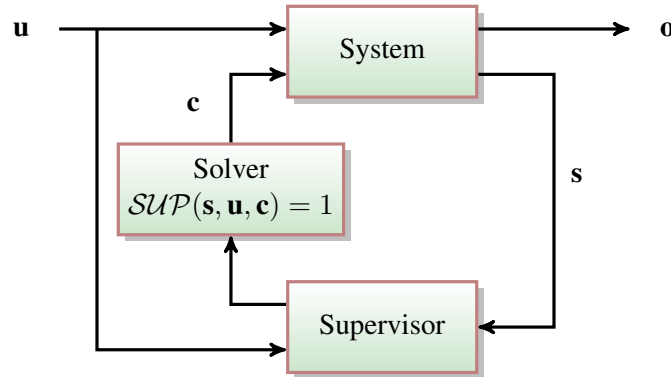 u
System
o
c
Solver
𝒮𝒰𝒫(s, u, c) = 1
s
Supervisor